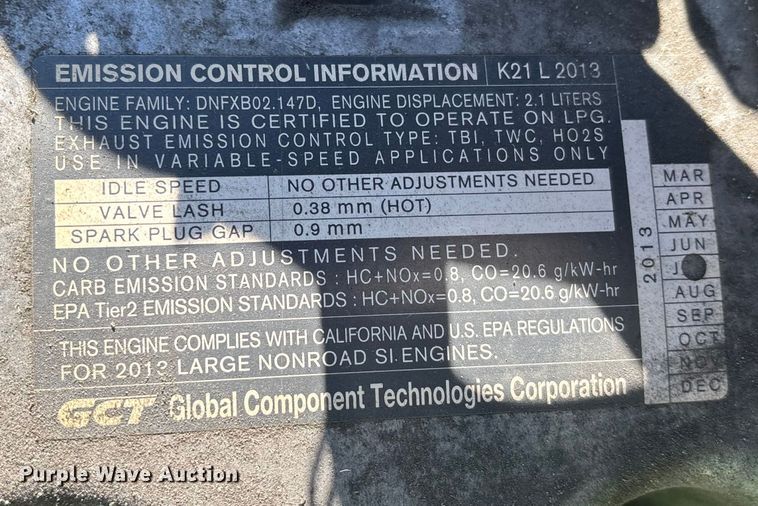 EMISSION CONTROL INFORMATION K21 L 2013
ENGINE FAMILY: DNFXB02.147D, ENGINE DISPLACEMENT: 2.1 LITERS
THIS ENGINE IS CERTIFIED TO OPERATE ON LPG.
EXHAUST EMISSION CONTROL TYPE: TBI, TWC, HO2S
USE IN VARIABLE-SPEED APPLICATIONS ONLY
IDLE SPEED NO OTHER ADJUSTMENTS NEEDED
VALVE LASH 0.38 mm (HOT)
SPARK PLUG GAP 0.9 mm
NO OTHER ADJUSTMENTS NEEDED.
CARB EMISSION STANDARDS : HC+NOx=0.8, CO=20.6 g/kW-hr
EPA Tier2 EMISSION STANDARDS : HC+NOx=0.8, CO=20.6 g/kW-hr
THIS ENGINE COMPLIES WITH CALIFORNIA AND U.S. EPA REGULATIONS
FOR 2013 LARGE NONROAD SI ENGINES.
GCT Global Component Technologies Corporation
2013
MAR
APR
MAY
JUN
AUG
SEP
OCT
NOV
DEC
Purple Wave Auction